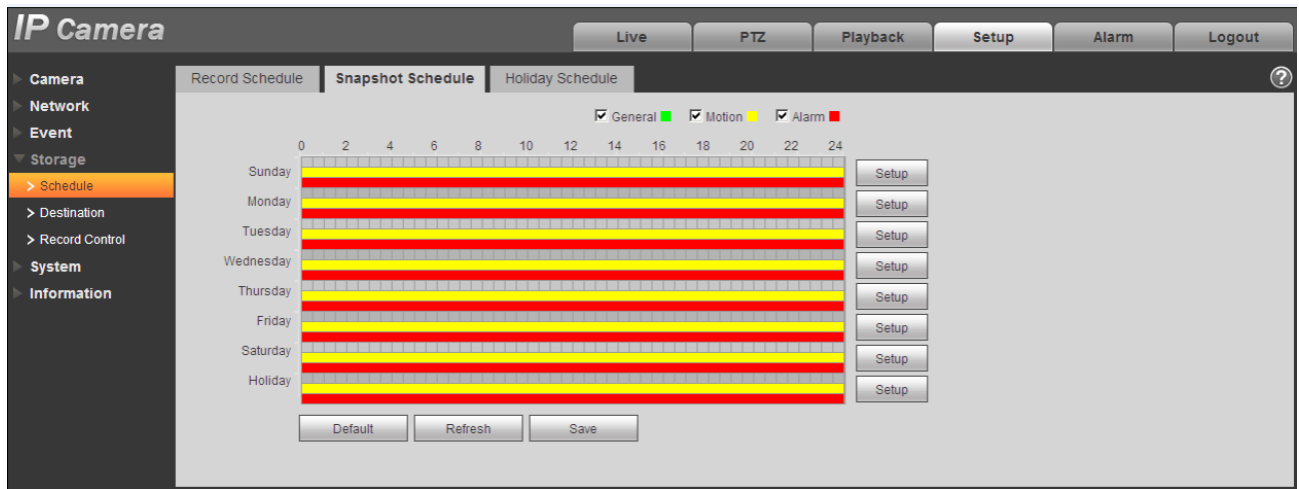 IP Camera
Live PTZ Playback Setup Alarm Logout
Camera
Network
Event
Storage
> Schedule
> Destination
> Record Control
System
Information
Record Schedule Snapshot Schedule Holiday Schedule ?
General Motion Alarm
0 2 4 6 8 10 12 14 16 18 20 22 24
Sunday Setup
Monday Setup
Tuesday Setup
Wednesday Setup
Thursday Setup
Friday Setup
Saturday Setup
Holiday Setup
Default Refresh Save